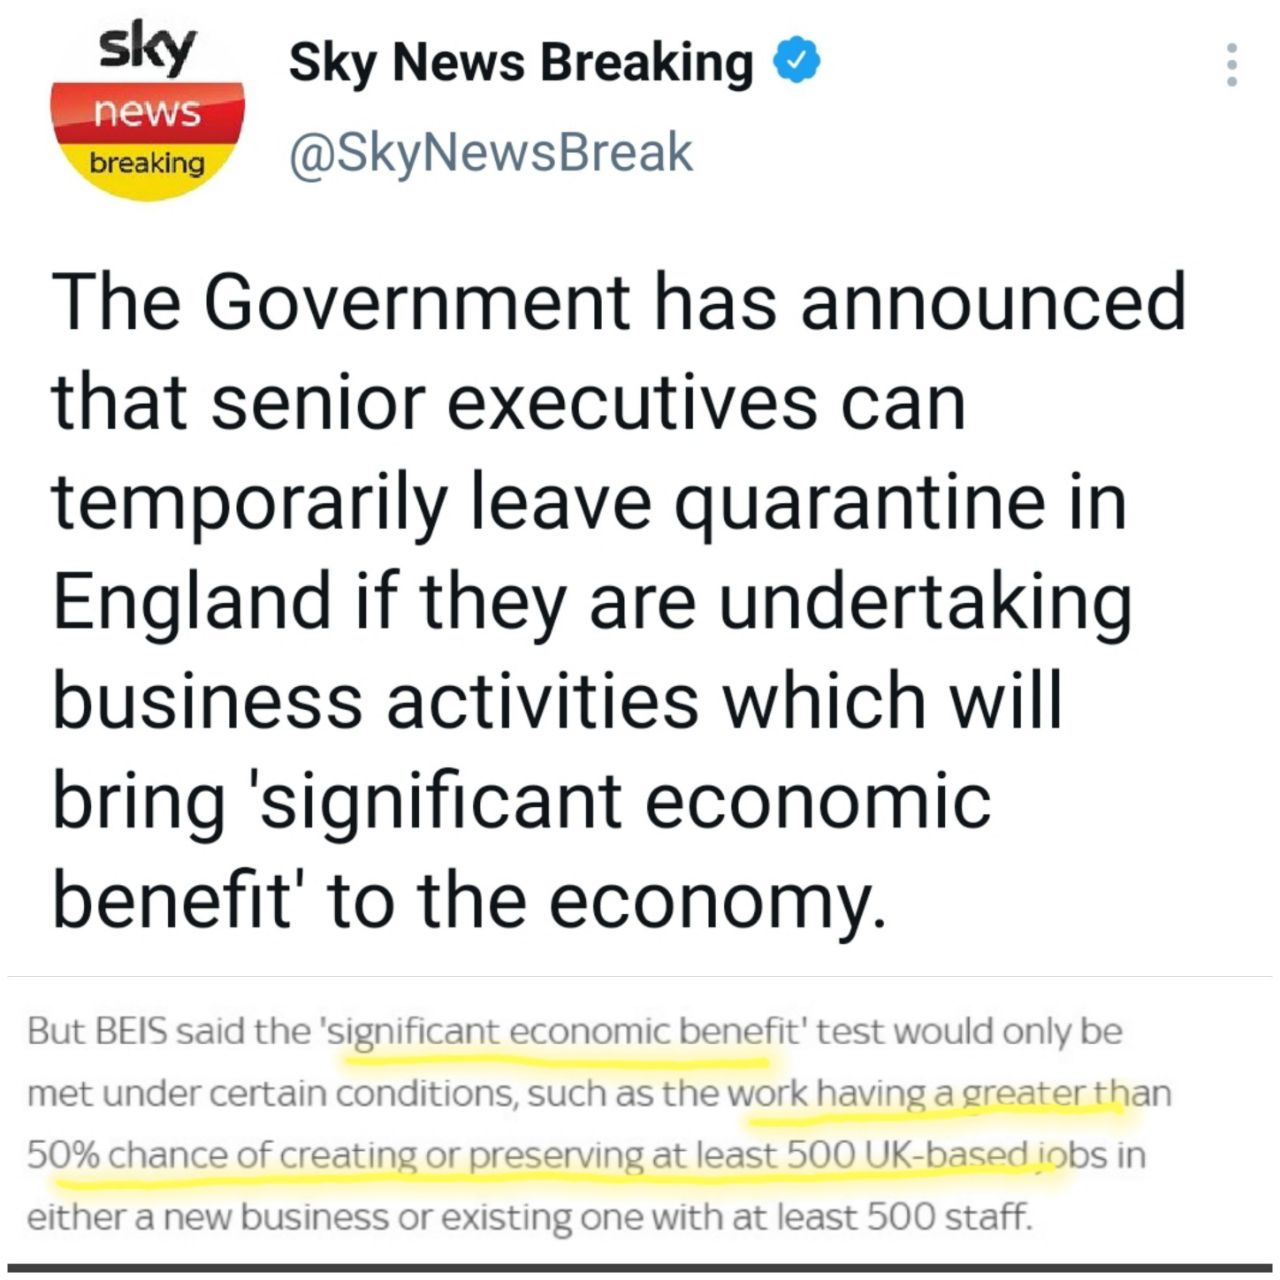 sky
news
breaking
Sky News Breaking
@SkyNewsBreak
The Government has announced
that senior executives can
temporarily leave quarantine in
England if they are undertaking
business activities which will
bring 'significant economic
benefit' to the economy.
But BEIS said the 'significant economic benefit' test would only be
met under certain conditions, such as the work having a greater than
50% chance of creating or preserving at least 500 UK-based jobs in
either a new business or existing one with at least 500 staff.